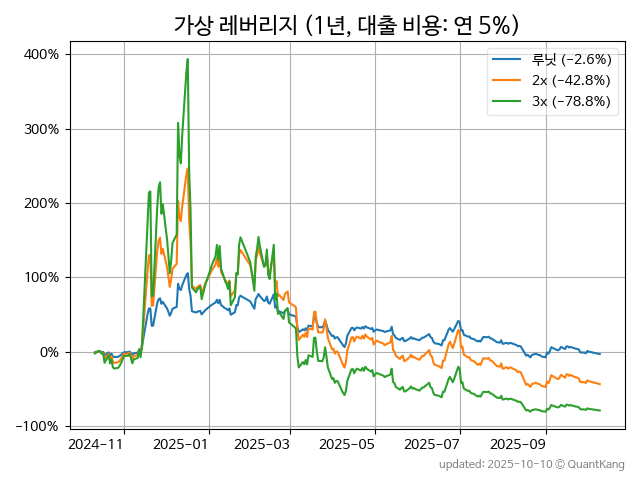 가상 레버리지 (1년, 대출 비용: 연 5%)
400%
300%
200%
100%
0%
−100%
루닛 (−2.6%)
2x (−42.8%)
3x (−78.8%)
2024-11
2025-01
2025-03
2025-05
2025-07
2025-09
updated: 2025-10-10 © QuantKang